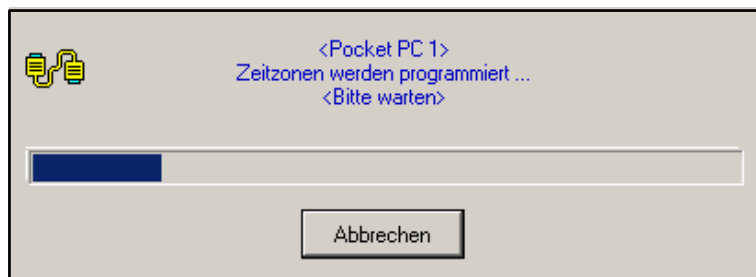 <Pocket PC 1>
Zeitzonen werden programmiert ...
<Bitte warten>
Abbrechen